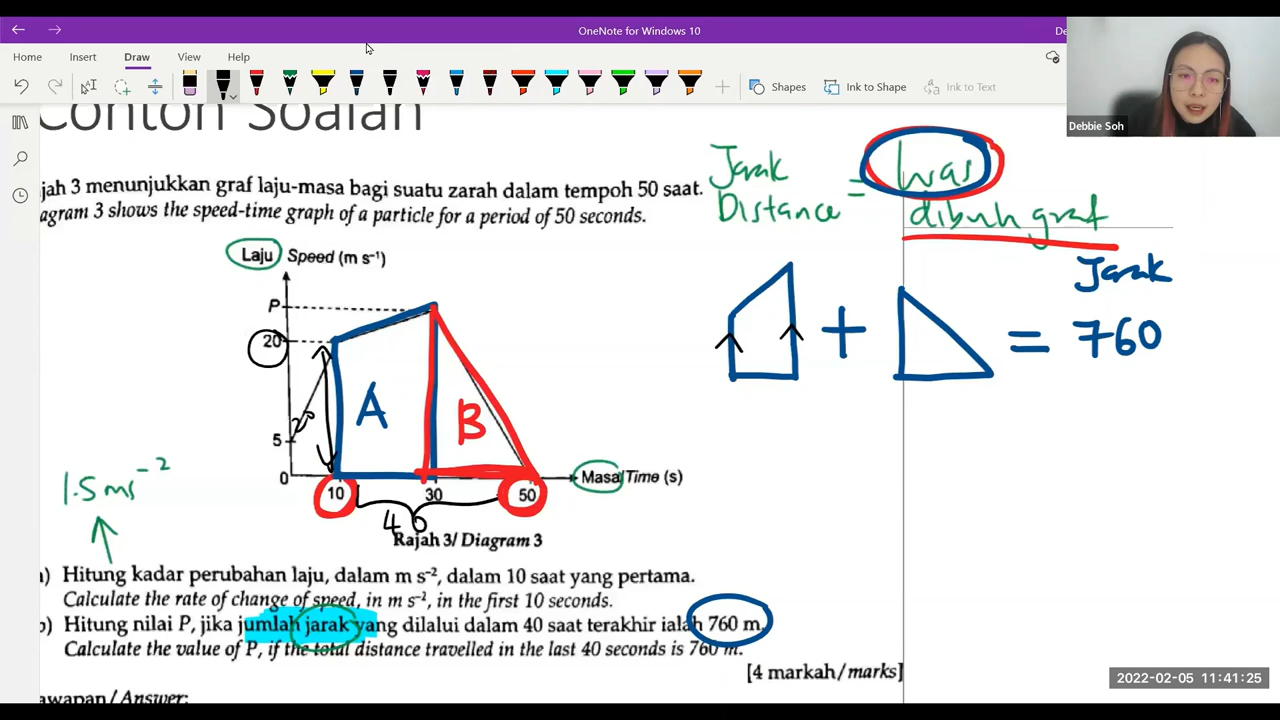 OneNote for Windows 10
De
Home Insert Draw View Help
Shapes Ink to Shape Ink to Text
Debbie Soh
Conton Soalan
jah 3 menunjukkan graf laju-masa bagi suatu zarah dalam tempoh 50 saat.
agram 3 shows the speed-time graph of a particle for a period of 50 seconds.
Jarak
Distance = luas
dibwh graf
Laju Speed (m s⁻¹)
P
20
5
0
20
A
B
10 30 50
Masa/Time (s)
40
Rajah 3/ Diagram 3
+ = Jarak
760
1.5ms⁻²
) Hitung kadar perubahan laju, dalam m s⁻², dalam 10 saat yang pertama.
Calculate the rate of change of speed, in m s⁻¹, in the first 10 seconds.
) Hitung nilai P, jika jumlah jarak yang dilalui dalam 40 saat terakhir ialah 760 m.
Calculate the value of P, if the total distance travelled in the last 40 seconds is 760 m.
[4 markah/marks]
awapan/Answer:
2022-02-05 11:41:25